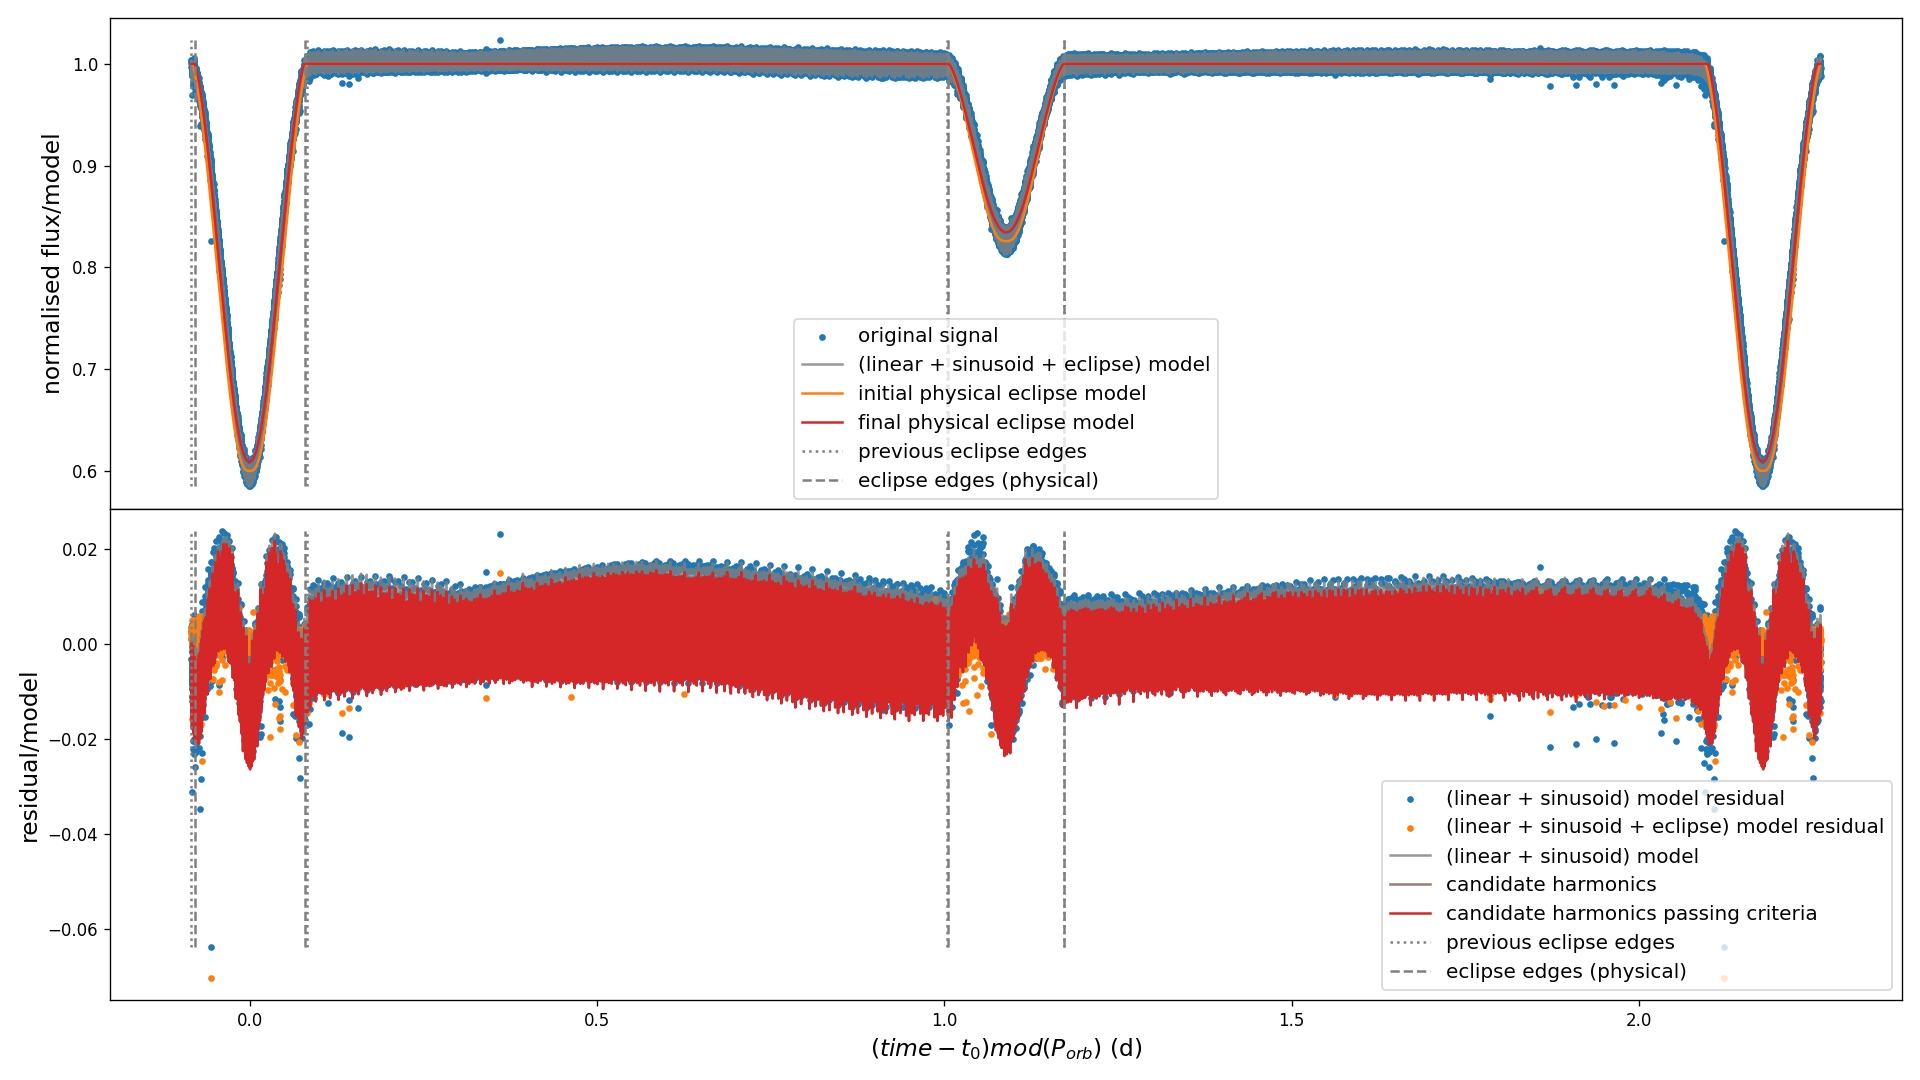 normalised flux/model
1.0
0.9
0.8
0.7
0.6
original signal
(linear + sinusoid + eclipse) model
initial physical eclipse model
final physical eclipse model
previous eclipse edges
eclipse edges (physical)
residual/model
0.02
0.00
−0.02
−0.04
−0.06
(linear + sinusoid) model residual
(linear + sinusoid + eclipse) model residual
(linear + sinusoid) model
candidate harmonics
candidate harmonics passing criteria
previous eclipse edges
eclipse edges (physical)
0.0 0.5 1.0 1.5 2.0
(time − t₀)mod(P_orb) (d)